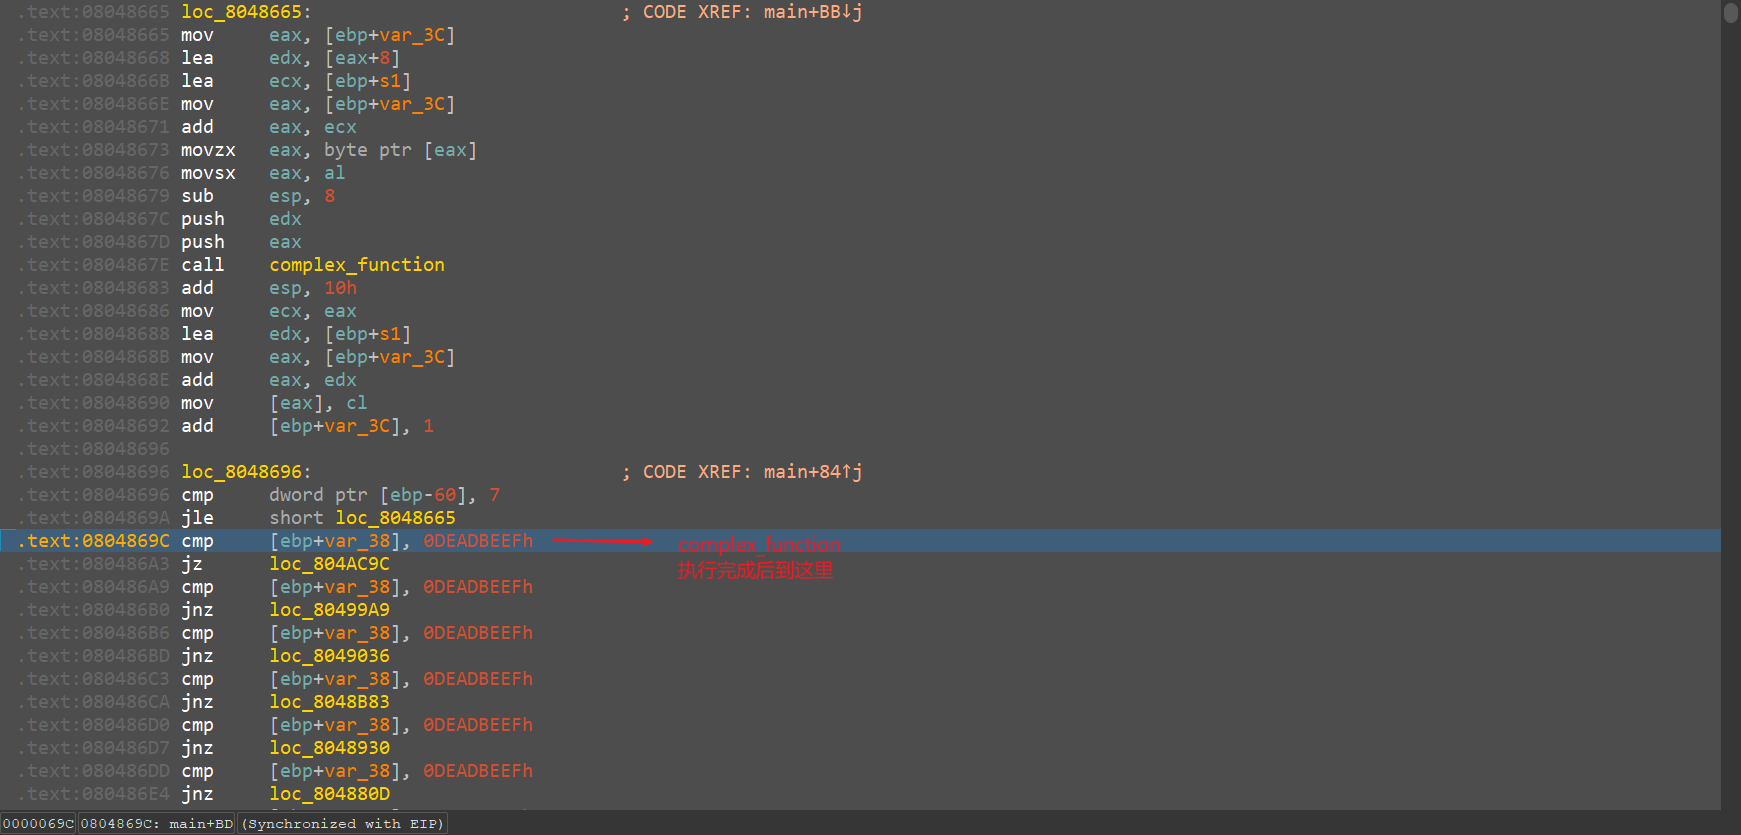 .text:08048665 loc_8048665: ; CODE XREF: main+BB↓j
.text:08048665 mov eax, [ebp+var_3C]
.text:08048668 lea edx, [eax+8]
.text:0804866B lea ecx, [ebp+s1]
.text:0804866E mov eax, [ebp+var_3C]
.text:08048671 add eax, ecx
.text:08048673 movzx eax, byte ptr [eax]
.text:08048676 movsx eax, al
.text:08048679 sub esp, 8
.text:0804867C push edx
.text:0804867D push eax
.text:0804867E call complex_function
.text:08048683 add esp, 10h
.text:08048686 mov ecx, eax
.text:08048688 lea edx, [ebp+s1]
.text:0804868B mov eax, [ebp+var_3C]
.text:0804868E add eax, edx
.text:08048690 mov [eax], cl
.text:08048692 add [ebp+var_3C], 1
.text:08048696
.text:08048696 loc_8048696: ; CODE XREF: main+84↑j
.text:08048696 cmp dword ptr [ebp-60], 7
.text:0804869A jle short loc_8048665
.text:0804869C cmp [ebp+var_38], 0DEADBEEFh complex_function
.text:080486A3 jz loc_804AC9C 执行完成后到这里
.text:080486A9 cmp [ebp+var_38], 0DEADBEEFh
.text:080486B0 jnz loc_80499A9
.text:080486B6 cmp [ebp+var_38], 0DEADBEEFh
.text:080486BD jnz loc_8049036
.text:080486C3 cmp [ebp+var_38], 0DEADBEEFh
.text:080486CA jnz loc_8048B83
.text:080486D0 cmp [ebp+var_38], 0DEADBEEFh
.text:080486D7 jnz loc_8048930
.text:080486DD cmp [ebp+var_38], 0DEADBEEFh
.text:080486E4 jnz loc_804880D
0000069C 0804869C: main+BD (Synchronized with EIP)